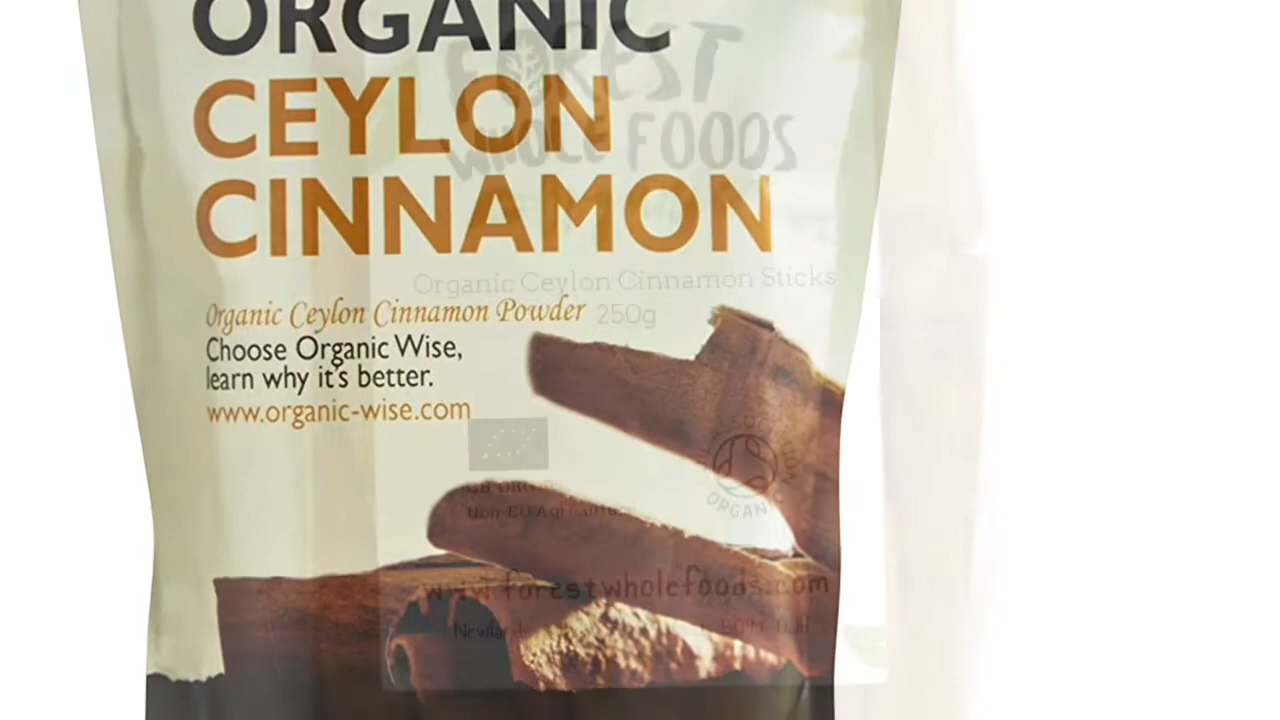 ORGANIC
CEYLON
CINNAMON
FOREST
WHOLE FOODS
Organic Ceylon Cinnamon Powder
Choose Organic Wise,
learn why it's better.
www.organic-wise.com
Organic Ceylon Cinnamon Sticks
250g
Non-EU Agriculture
ORGANIC
www.forestwholefoods.com